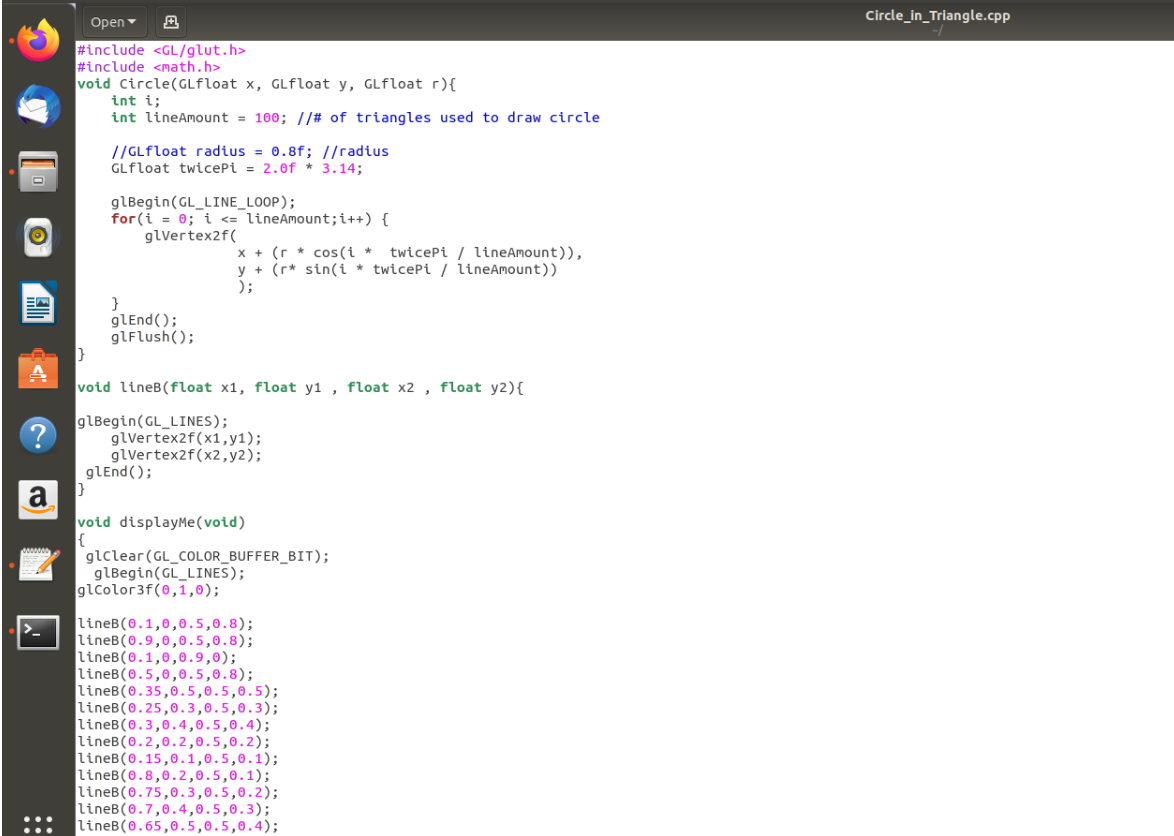 Open
Circle_in_Triangle.cpp
~/
#include <GL/glut.h>
#include <math.h>
void Circle(GLfloat x, GLfloat y, GLfloat r){
    int i;
    int lineAmount = 100; //# of triangles used to draw circle

    //GLfloat radius = 0.8f; //radius
    GLfloat twicePi = 2.0f * 3.14;

    glBegin(GL_LINE_LOOP);
    for(i = 0; i <= lineAmount;i++) {
        glVertex2f(
                   x + (r * cos(i *  twicePi / lineAmount)),
                   y + (r* sin(i * twicePi / lineAmount))
                   );
    }
    glEnd();
    glFlush();
}

void lineB(float x1, float y1 , float x2 , float y2){

glBegin(GL_LINES);
    glVertex2f(x1,y1);
    glVertex2f(x2,y2);
 glEnd();
}

void displayMe(void)
{
 glClear(GL_COLOR_BUFFER_BIT);
  glBegin(GL_LINES);
glColor3f(0,1,0);

lineB(0.1,0,0.5,0.8);
lineB(0.9,0,0.5,0.8);
lineB(0.1,0,0.9,0);
lineB(0.5,0,0.5,0.8);
lineB(0.35,0.5,0.5,0.5);
lineB(0.25,0.3,0.5,0.3);
lineB(0.3,0.4,0.5,0.4);
lineB(0.2,0.2,0.5,0.2);
lineB(0.15,0.1,0.5,0.1);
lineB(0.8,0.2,0.5,0.1);
lineB(0.75,0.3,0.5,0.2);
lineB(0.7,0.4,0.5,0.3);
lineB(0.65,0.5,0.5,0.4);